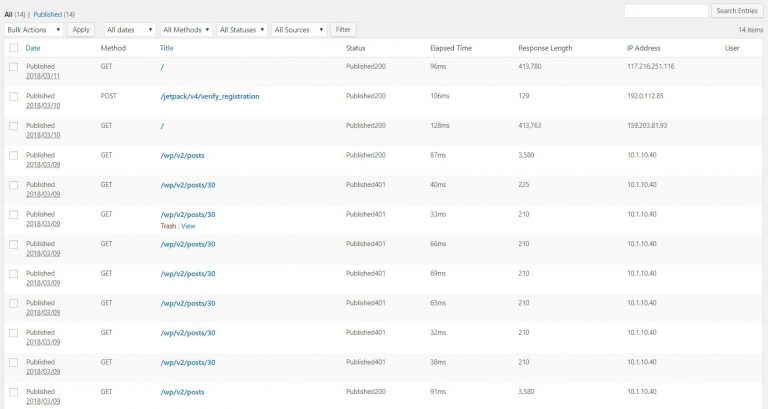 All (14) | Published (14)
Search Entries
Bulk Actions Apply All dates All Methods All Statuses All Sources Filter 14 items
Date Method Title Status Elapsed Time Response Length IP Address User
Published GET / Published200 96ms 413,780 117.216.251.116
2018/03/11
Published POST /jetpack/v4/verify_registration Published200 106ms 129 192.0.112.85
2018/03/10
Published GET / Published200 128ms 413,763 159.203.81.93
2018/03/10
Published GET /wp/v2/posts Published200 87ms 3,580 10.1.10.40
2018/03/09
Published GET /wp/v2/posts/30 Published401 40ms 225 10.1.10.40
2018/03/09
Published GET /wp/v2/posts/30 Published401 33ms 210 10.1.10.40
2018/03/09 Trash | View
Published GET /wp/v2/posts/30 Published401 66ms 210 10.1.10.40
2018/03/09
Published GET /wp/v2/posts/30 Published401 69ms 210 10.1.10.40
2018/03/09
Published GET /wp/v2/posts/30 Published401 63ms 210 10.1.10.40
2018/03/09
Published GET /wp/v2/posts/30 Published401 32ms 210 10.1.10.40
2018/03/09
Published GET /wp/v2/posts/30 Published401 38ms 210 10.1.10.40
2018/03/09
Published GET /wp/v2/posts Published200 91ms 3,580 10.1.10.40
2018/03/09